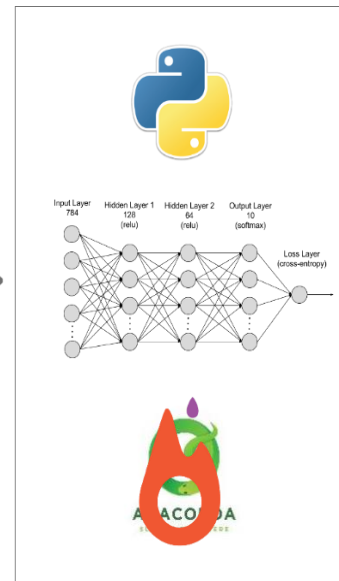 Input Layer
784
Hidden Layer 1
128
(relu)
Hidden Layer 2
64
(relu)
Output Layer
10
(softmax)
Loss Layer
(cross-entropy)